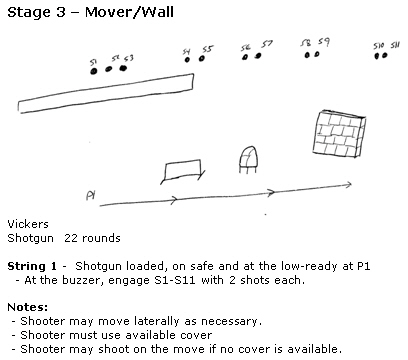 Stage 3 – Mover/Wall
S1 S2 S3 S4 S5 S6 S7 S8 S9 S10 S11
P1
Vickers
Shotgun 22 rounds
String 1 - Shotgun loaded, on safe and at the low-ready at P1
- At the buzzer, engage S1-S11 with 2 shots each.
Notes:
- Shooter may move laterally as necessary.
- Shooter must use available cover
- Shooter may shoot on the move if no cover is available.